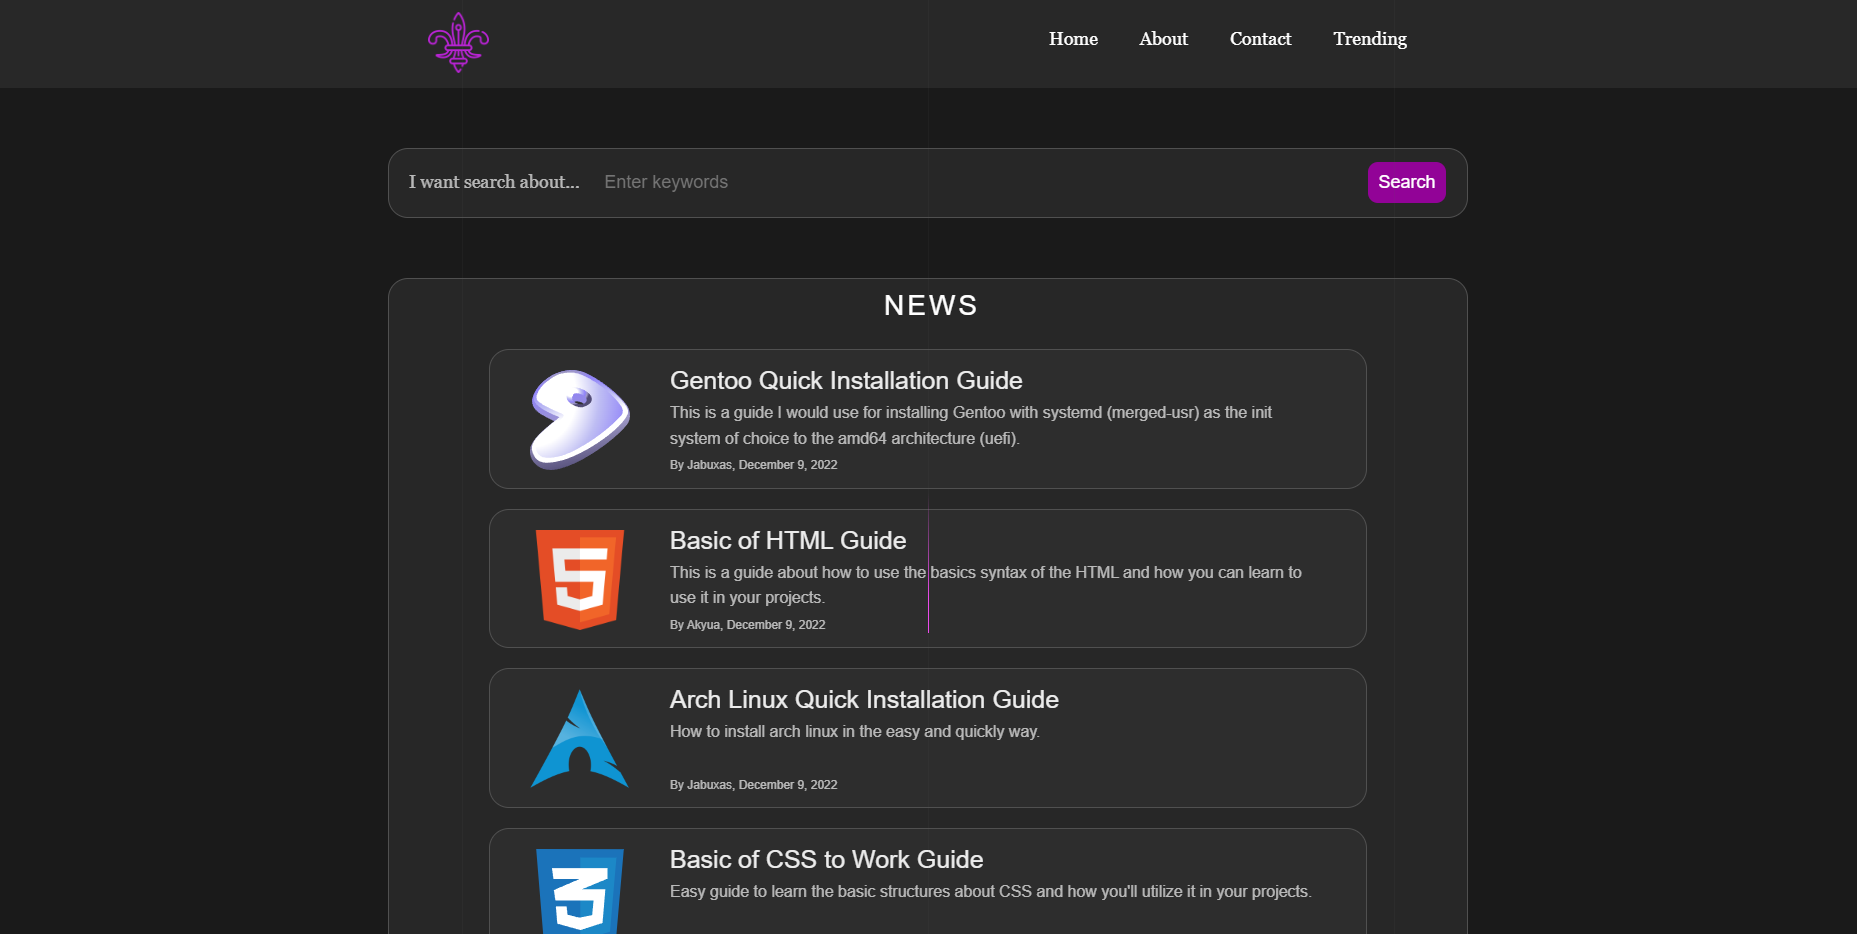 Home About Contact Trending
I want search about... Enter keywords Search
NEWS
Gentoo Quick Installation Guide
This is a guide I would use for installing Gentoo with systemd (merged-usr) as the init
system of choice to the amd64 architecture (uefi).
By Jabuxas, December 9, 2022
Basic of HTML Guide
This is a guide about how to use the basics syntax of the HTML and how you can learn to
use it in your projects.
By Akyua, December 9, 2022
Arch Linux Quick Installation Guide
How to install arch linux in the easy and quickly way.
By Jabuxas, December 9, 2022
Basic of CSS to Work Guide
Easy guide to learn the basic structures about CSS and how you'll utilize it in your projects.